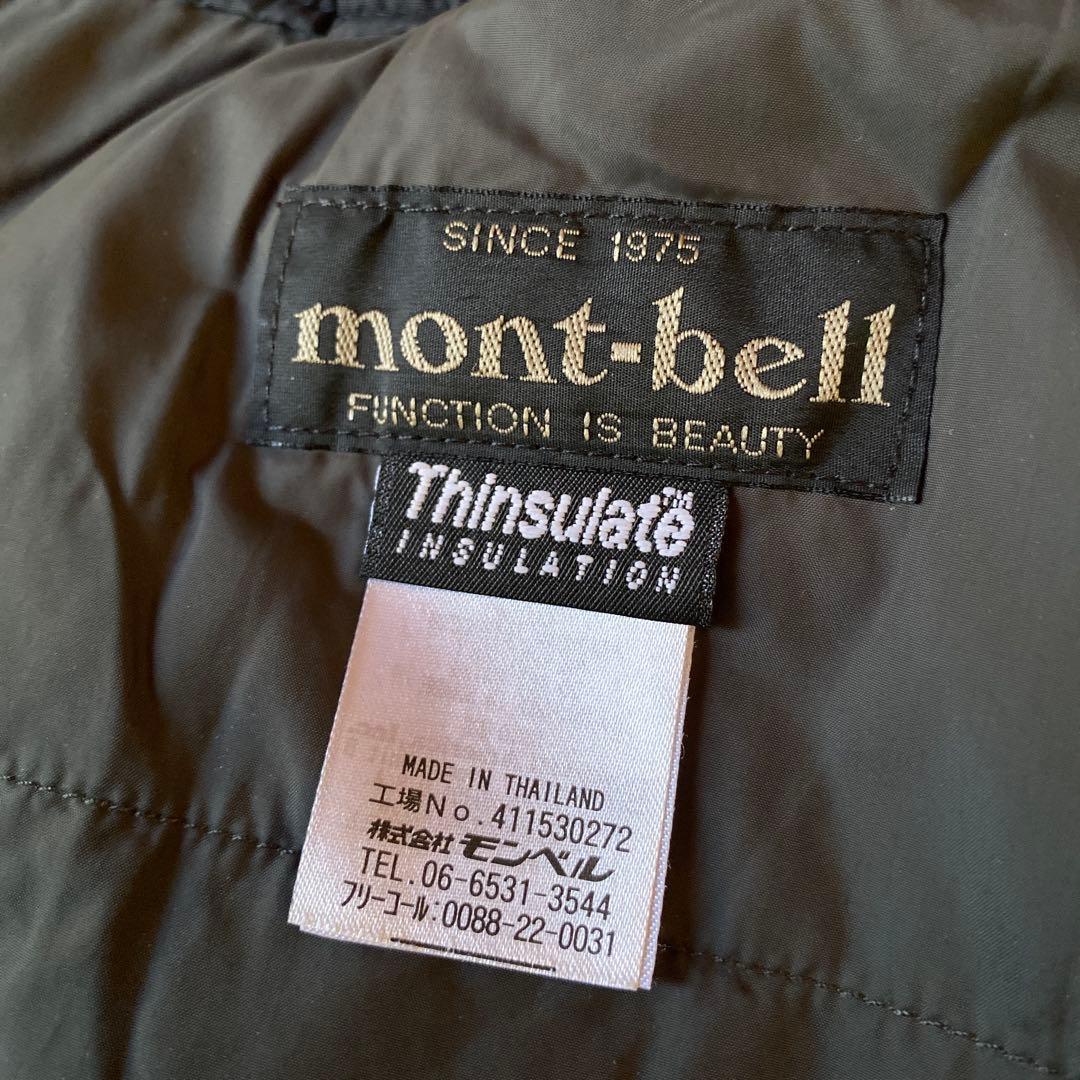 SINCE 1975
mont-bell
FUNCTION IS BEAUTY
Thinsulate™
INSULATION
MADE IN THAILAND
工場No.411530272
株式会社 モンベル
TEL.06-6531-3544
フリーコール:0088-22-0031